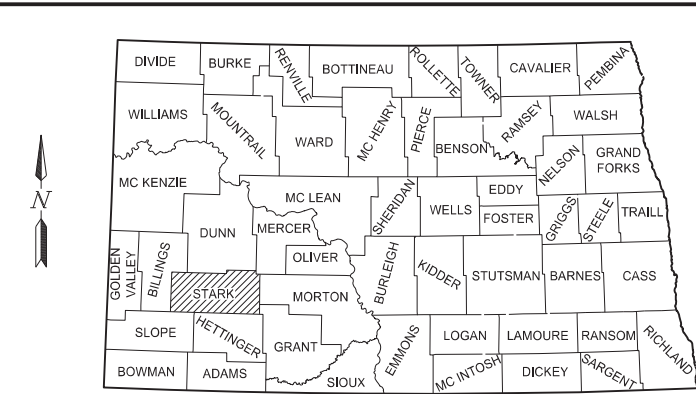 DIVIDE
BURKE
RENVILLE
BOTTINEAU
ROLLETTE
TOWNER
CAVALIER
PEMBINA
WILLIAMS
MOUNTRAIL
WARD
MC HENRY
PIERCE
BENSON
RAMSEY
WALSH
NELSON
GRAND
FORKS
MC KENZIE
MC LEAN
SHERIDAN
WELLS
EDDY
FOSTER
GRIGGS
STEELE
TRAILL
N
DUNN
MERCER
OLIVER
GOLDEN
VALLEY
BILLINGS
STARK
MORTON
BURLEIGH
KIDDER
STUTSMAN
BARNES
CASS
SLOPE
HETTINGER
GRANT
EMMONS
LOGAN
LAMOURE
RANSOM
RICHLAND
BOWMAN
ADAMS
SIOUX
MC INTOSH
DICKEY
SARGENT